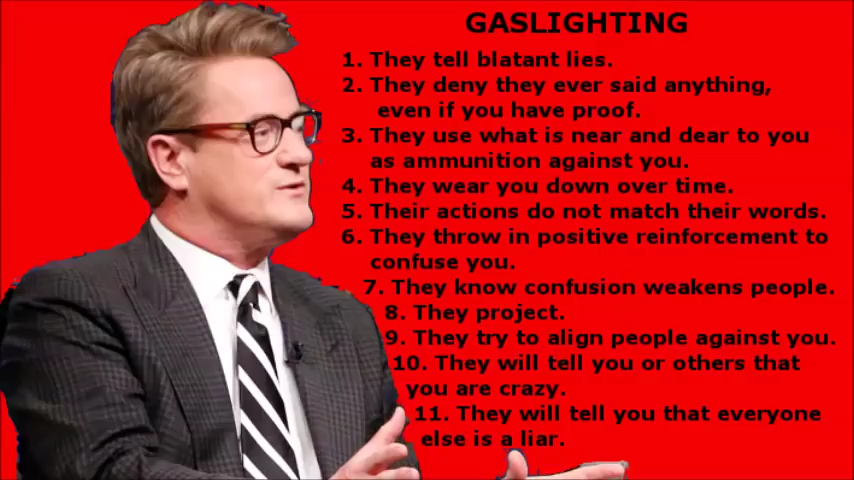 GASLIGHTING
1. They tell blatant lies.
2. They deny they ever said anything,
even if you have proof.
3. They use what is near and dear to you
as ammunition against you.
4. They wear you down over time.
5. Their actions do not match their words.
6. They throw in positive reinforcement to
confuse you.
7. They know confusion weakens people.
8. They project.
9. They try to align people against you.
10. They will tell you or others that
you are crazy.
11. They will tell you that everyone
else is a liar.